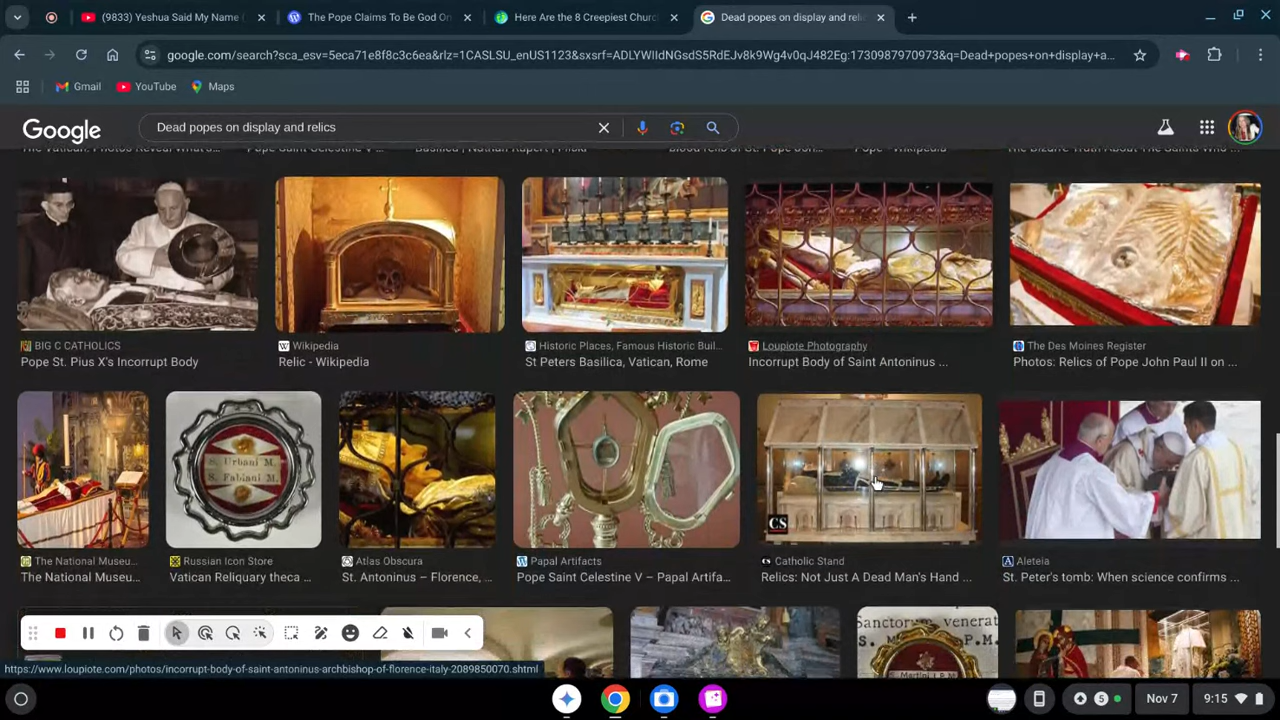 (9833) Yeshua Said My Name (
The Pope Claims To Be God On
Here Are the 8 Creepiest Churc
Dead popes on display and reli
google.com/search?sca_esv=5eca71e8f8c3c6ea&rlz=1CASLSU_enUS1123&sxsrf=ADLYWIIdNGsdS5RdEJv8k9Wg4v0qJ482Eg:1730987970973&q=Dead+popes+on+display+a...
Gmail
YouTube
Maps
Google
Dead popes on display and relics
BIG C CATHOLICS
Pope St. Pius X's Incorrupt Body
Wikipedia
Relic - Wikipedia
Historic Places, Famous Historic Buil...
St Peters Basilica, Vatican, Rome
Loupiote Photography
Incorrupt Body of Saint Antoninus ...
The Des Moines Register
Photos: Relics of Pope John Paul II on ...
S. Urbani M.
S. Fabiani M.
CS
The National Museu...
The National Museu...
Russian Icon Store
Vatican Reliquary theca ...
Atlas Obscura
St. Antoninus – Florence, ...
Papal Artifacts
Pope Saint Celestine V – Papal Artifa...
Catholic Stand
Relics: Not Just A Dead Man's Hand ...
Aleteia
St. Peter's tomb: When science confirms ...
https://www.loupiote.com/photos/incorrupt-body-of-saint-antoninus-archbishop-of-florence-italy-2089850070.shtml
5
Nov 7
9:15